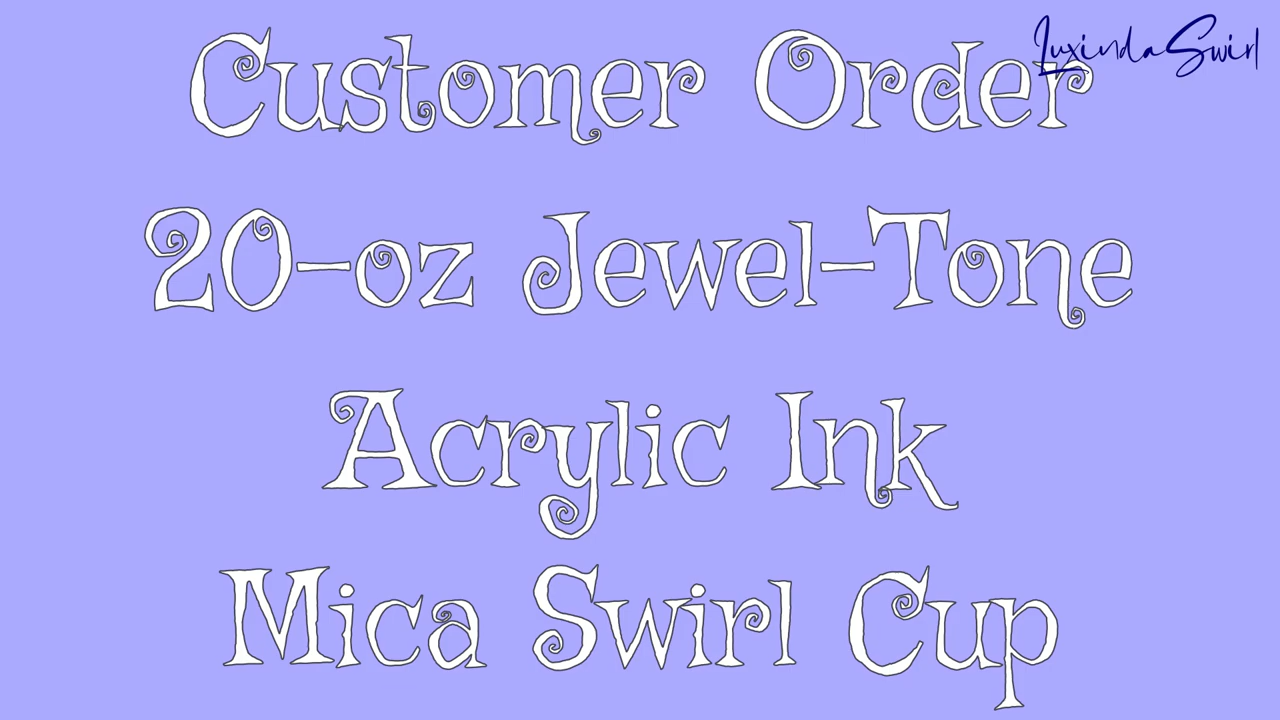 Customer Order
LuxindaSwirl
20-oz Jewel-Tone
Acrylic Ink
Mica Swirl Cup